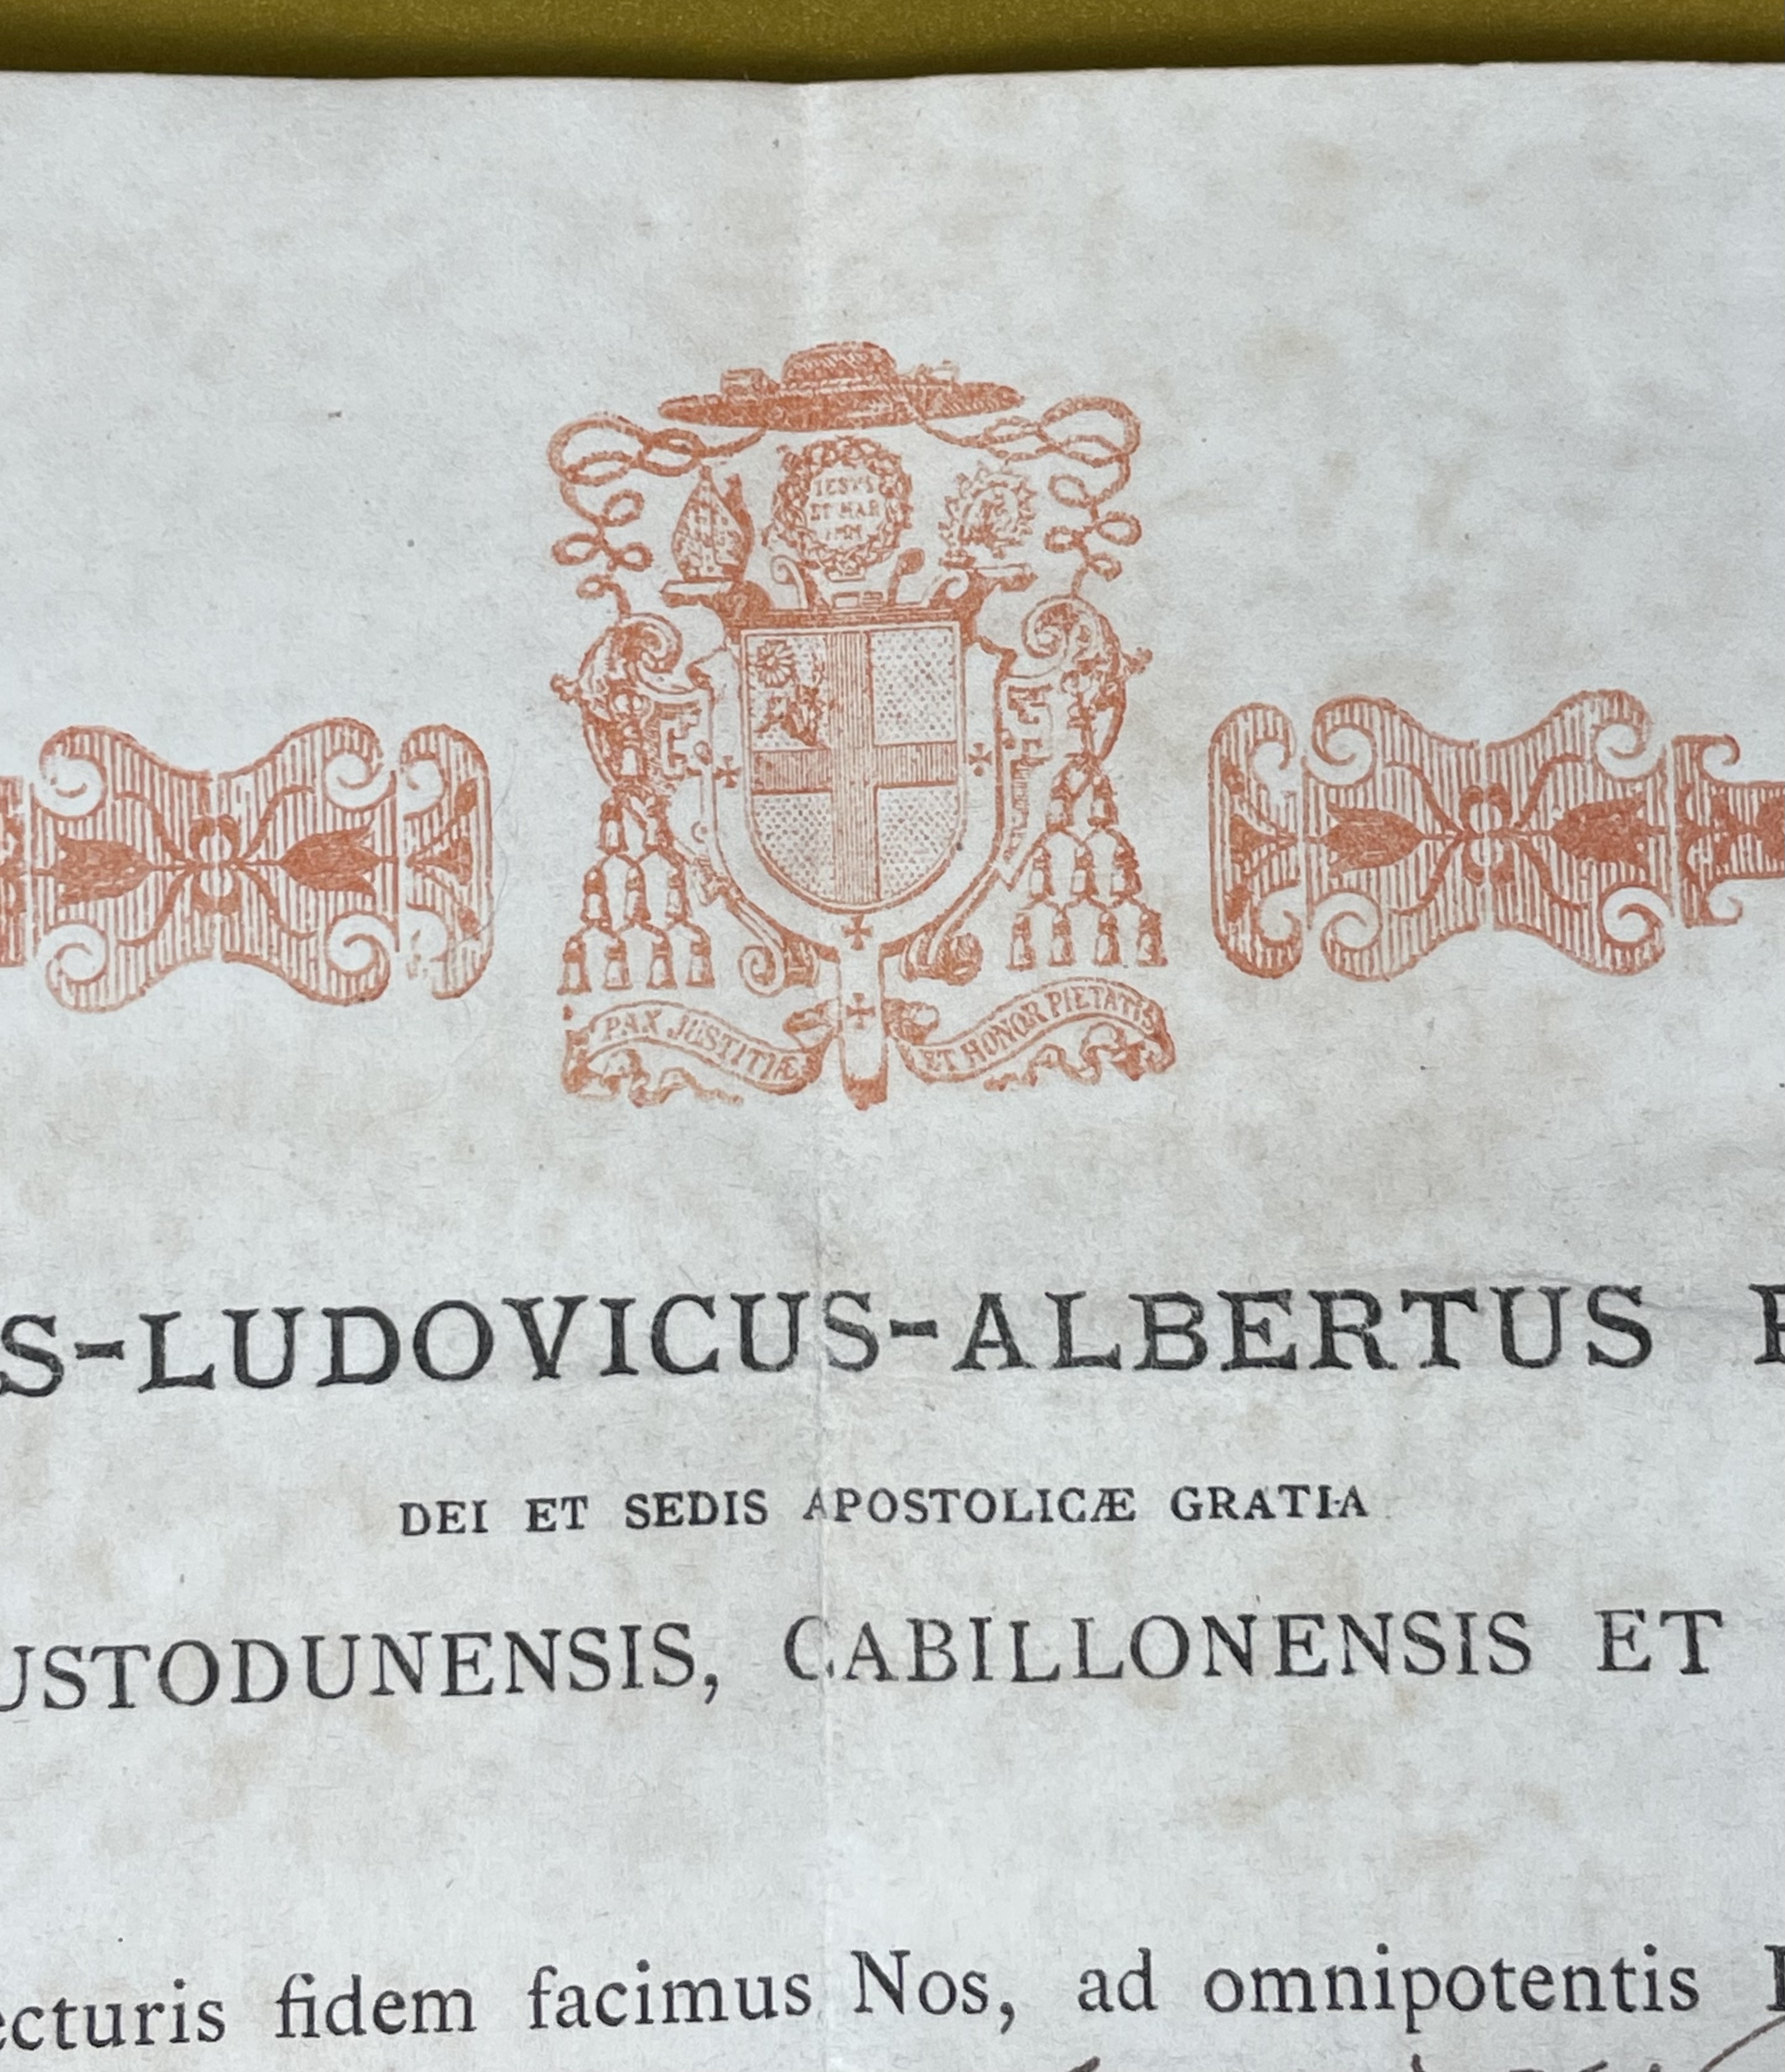 IESVS
ET MAR
PAX JUSTITIÆ
ET HONOR PIETATIS
S-LUDOVICUS-ALBERTUS
DEI ET SEDIS APOSTOLICÆ GRATIA
USTODUNENSIS, CABILLONENSIS ET
ecturis fidem facimus Nos, ad omnipotentis